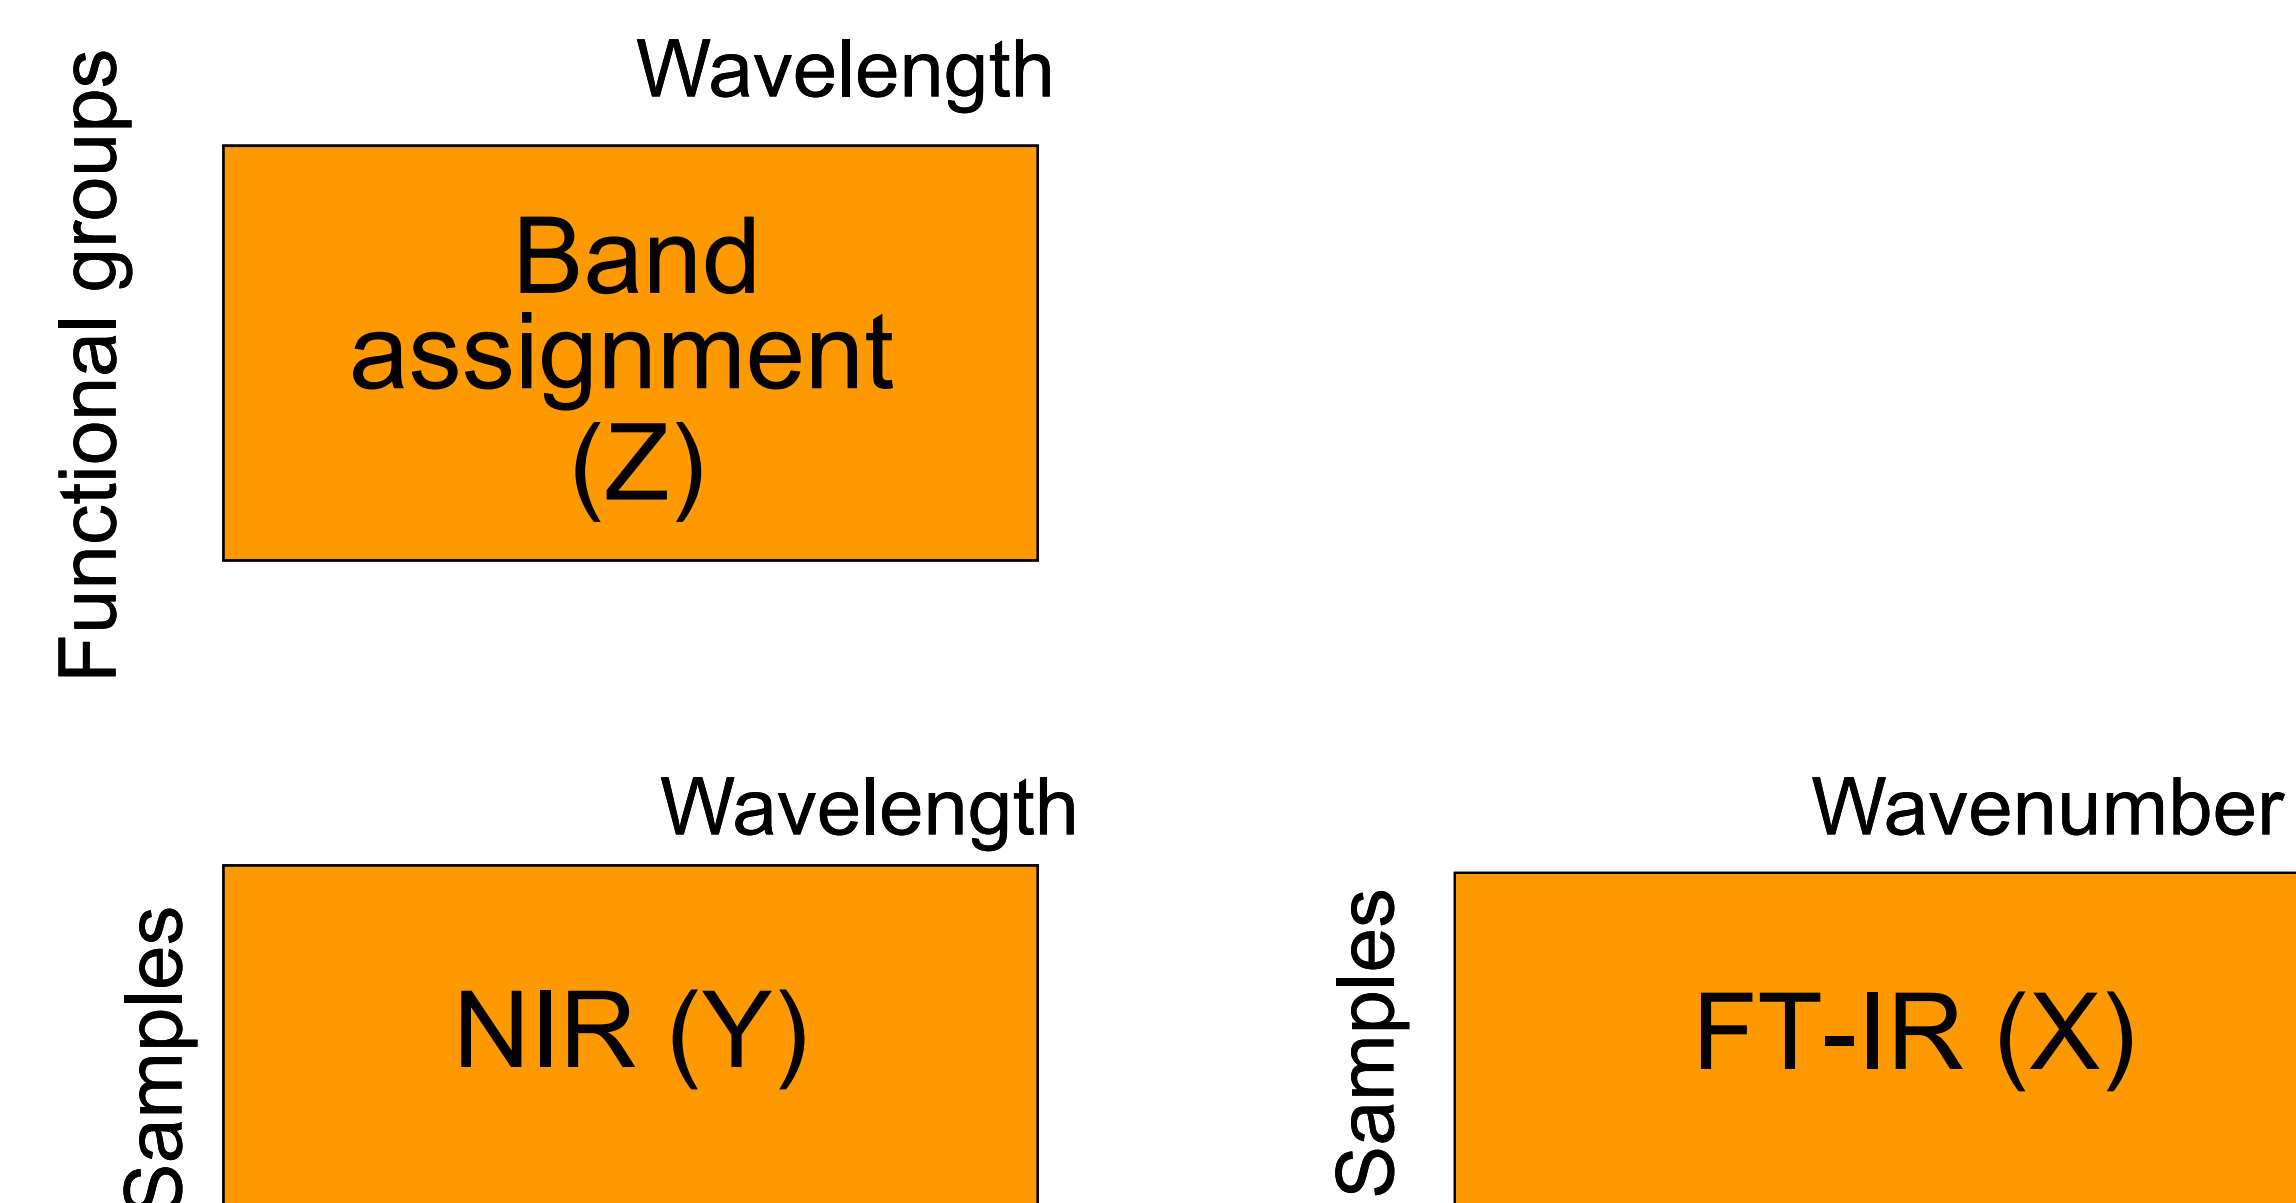 Wavelength
Functional groups
Band
assignment
(Z)
Wavelength
Wavenumber
Samples
NIR (Y)
Samples
FT-IR (X)